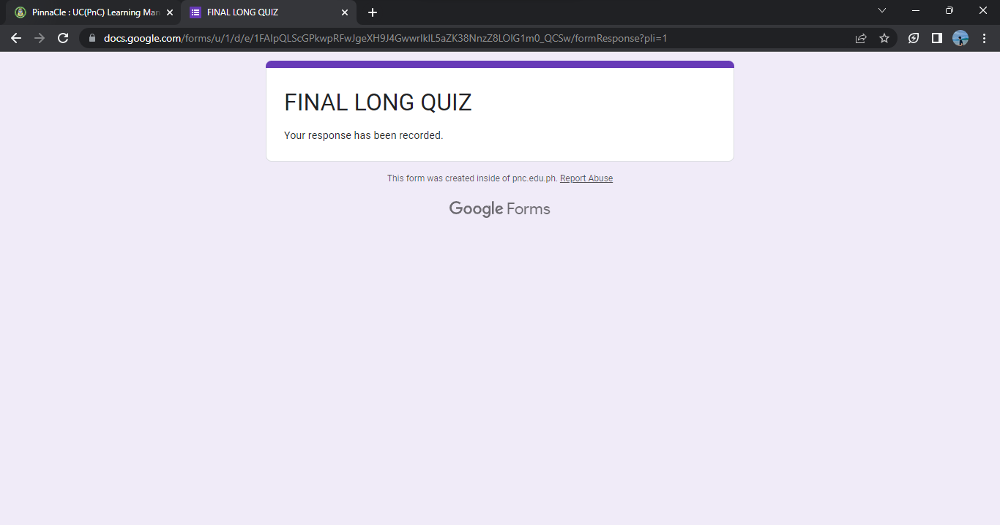 PinnaCle : UC(PnC) Learning Man
FINAL LONG QUIZ
docs.google.com/forms/u/1/d/e/1FAIpQLScGPkwpRFwJgeXH9J4GwwrIklL5aZK38NnzZ8LOIG1m0_QCSw/formResponse?pli=1
FINAL LONG QUIZ
Your response has been recorded.
This form was created inside of pnc.edu.ph. Report Abuse
Google Forms